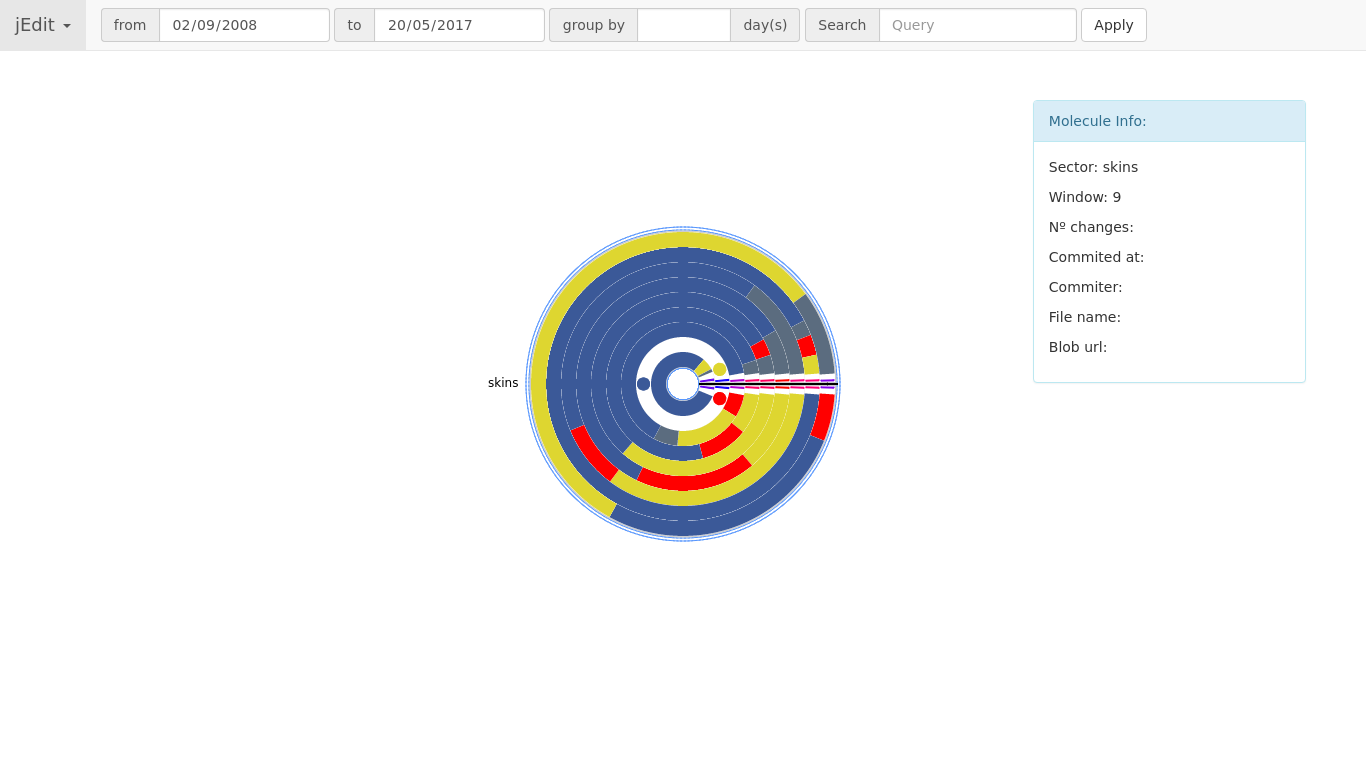 jEdit from 02/09/2008 to 20/05/2017 group by day(s) Search Query Apply
Molecule Info:
Sector: skins
Window: 9
Nº changes:
Commited at:
Commiter:
File name:
Blob url:
skins